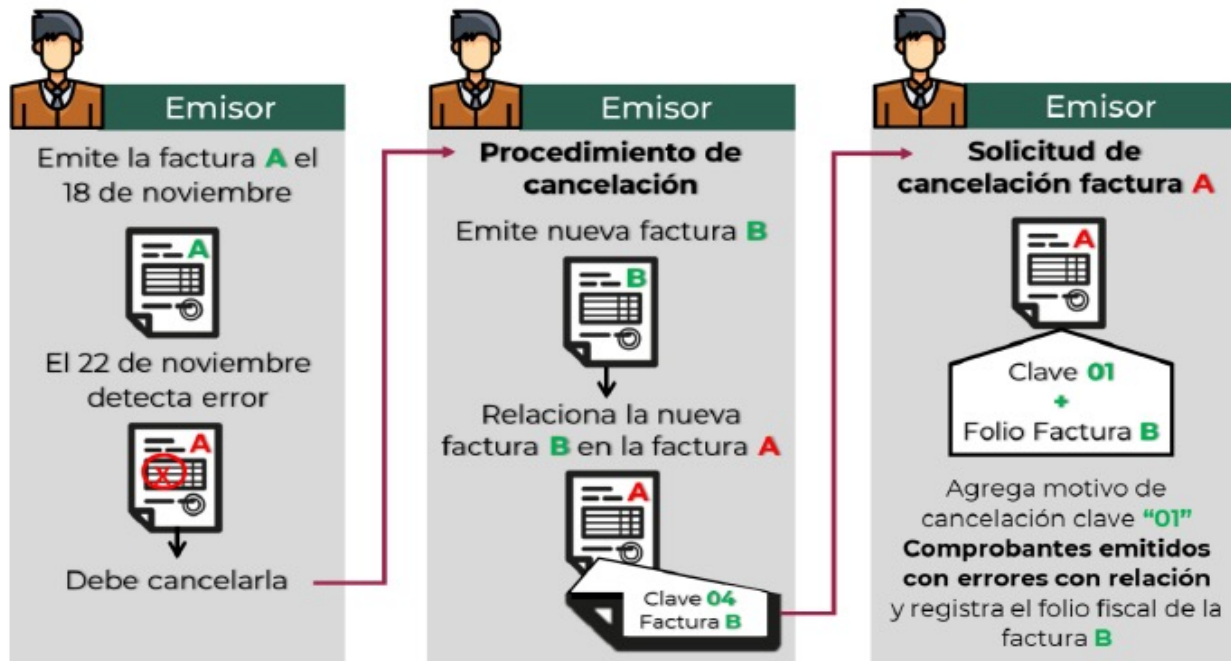 Emisor
Emite la factura A el
18 de noviembre
A
El 22 de noviembre
detecta error
A
X
Debe cancelarla
Emisor
Procedimiento de
cancelación
Emite nueva factura B
B
Relaciona la nueva
factura B en la factura A
A
Clave 04
Factura B
Emisor
Solicitud de
cancelación factura A
A
Clave 01
+
Folio Factura B
Agrega motivo de
cancelación clave “01”
Comprobantes emitidos
con errores con relación
y registra el folio fiscal de la
factura B